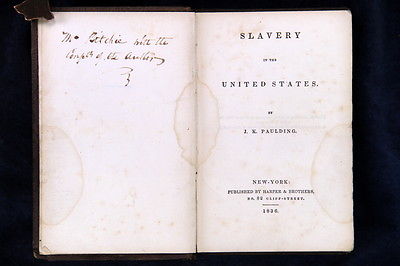 Mr Ritchie with the
Compts of the Author
SLAVERY
IN THE
UNITED STATES.
BY
J. K. PAULDING.
NEW-YORK:
PUBLISHED BY HARPER & BROTHERS,
NO. 82 CLIFF-STREET.
1836.